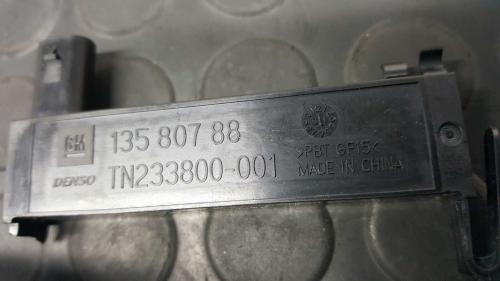 GM 135 807 88
DENSO TN233800-001
>PBT GF15<
MADE IN CHINA